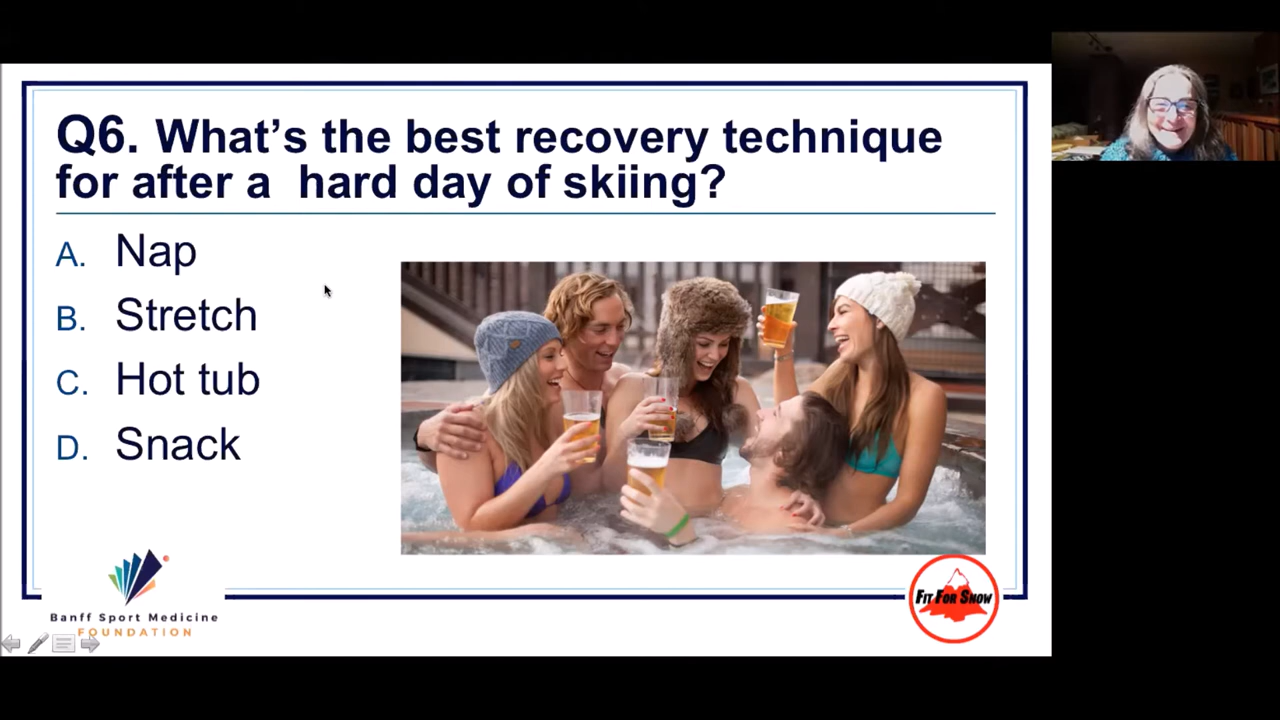 Q6. What's the best recovery technique
for after a hard day of skiing?
A. Nap
B. Stretch
C. Hot tub
D. Snack
Banff Sport Medicine
FOUNDATION
FIT FOR SNOW